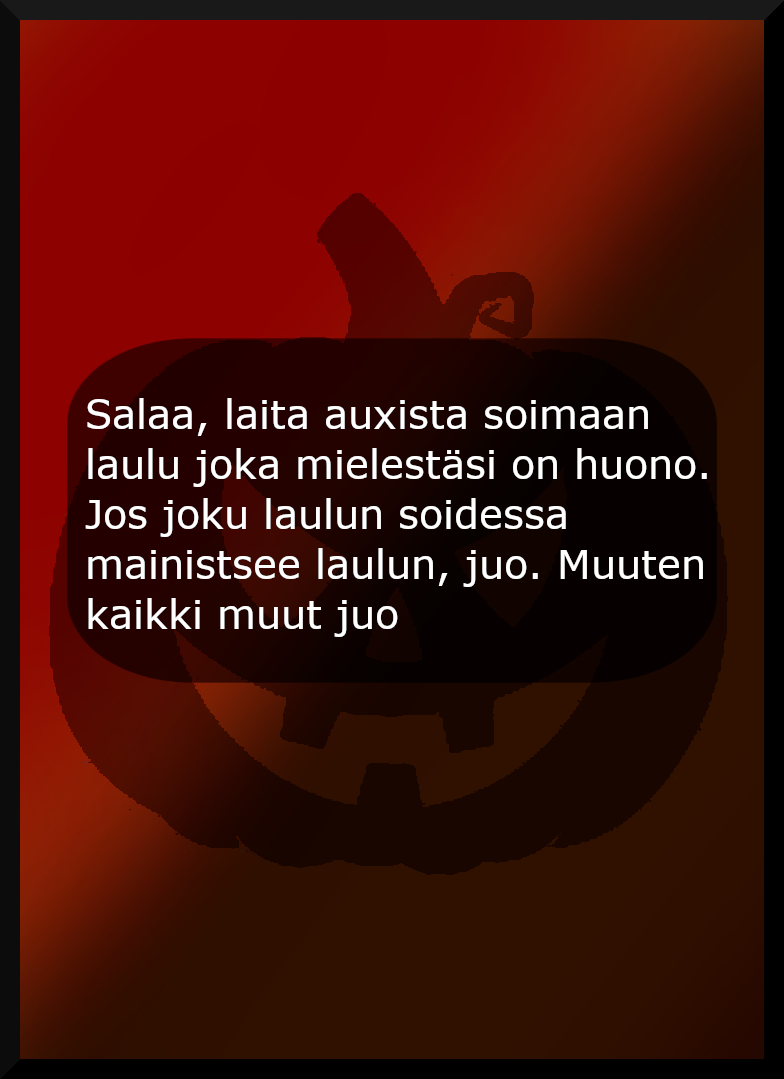 Salaa, laita auxista soimaan
laulu joka mielestäsi on huono.
Jos joku laulun soidessa
mainistsee laulun, juo. Muuten
kaikki muut juo